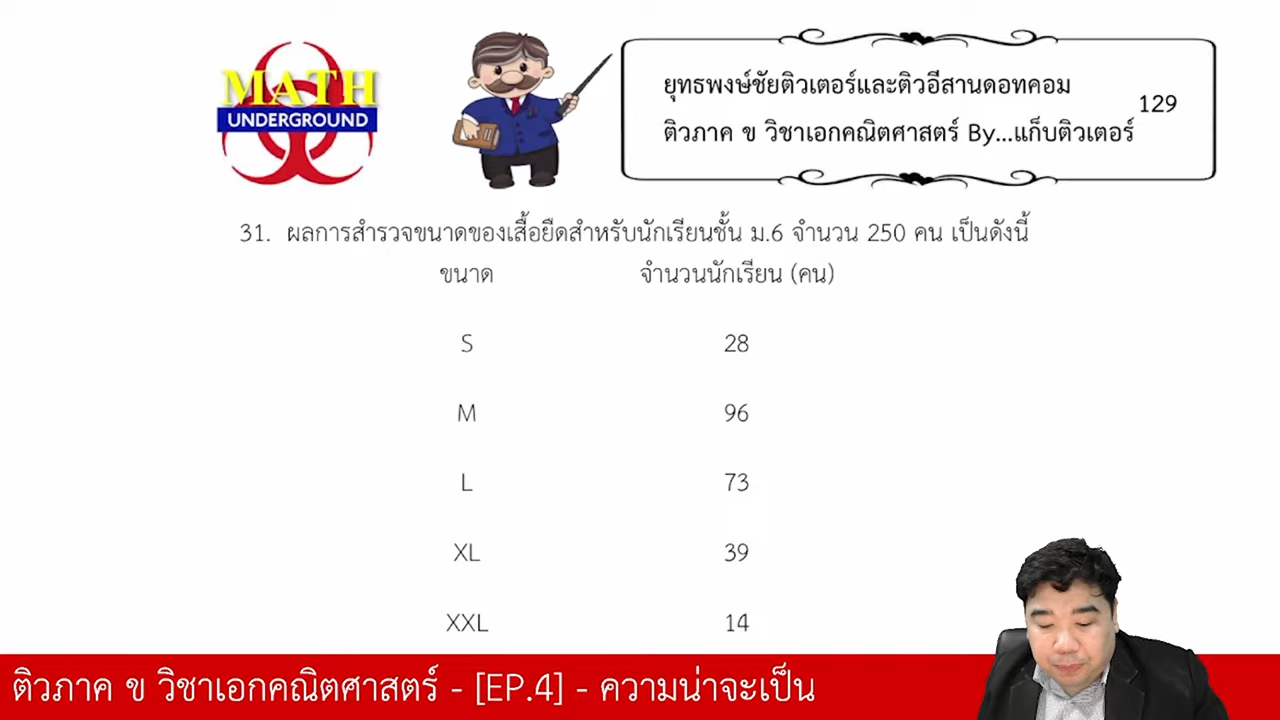 MATH
UNDERGROUND
ยุทธพงษ์ชัยติวเตอร์และติวอีสานดอทคอม
129
ติวภาค ข วิชาเอกคณิตศาสตร์ By...แก็บติวเตอร์
31. ผลการสำรวจขนาดของเสื้อยืดสำหรับนักเรียนชั้น ม.6 จำนวน 250 คน เป็นดังนี้
ขนาด จำนวนนักเรียน (คน)
S 28
M 96
L 73
XL 39
XXL 14
ติวภาค ข วิชาเอกคณิตศาสตร์ - [EP.4] - ความน่าจะเป็น